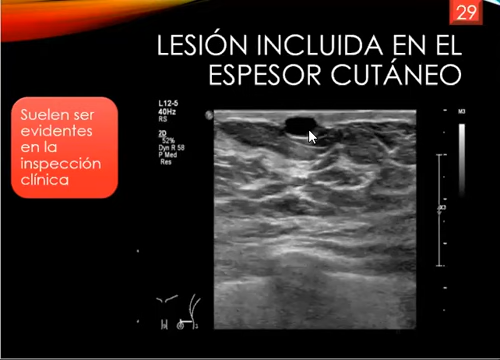 29
LESIÓN INCLUIDA EN EL
ESPESOR CUTÁNEO
Suelen ser
evidentes
en la
inspección
clínica
L12-5
40Hz
RS
2D
52%
Dyn R 58
P Med
Res
M3